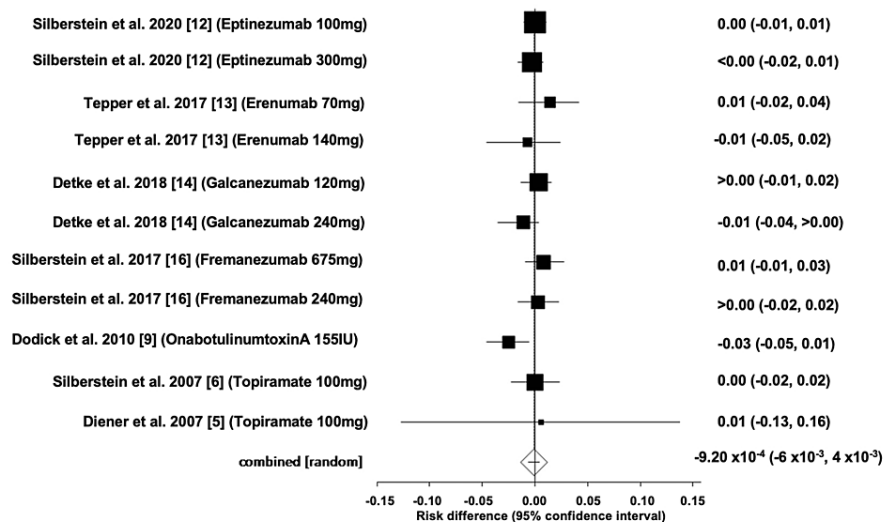 Silberstein et al. 2020 [12] (Eptinezumab 100mg) 0.00 (-0.01, 0.01)
Silberstein et al. 2020 [12] (Eptinezumab 300mg) <0.00 (-0.02, 0.01)
Tepper et al. 2017 [13] (Erenumab 70mg) 0.01 (-0.02, 0.04)
Tepper et al. 2017 [13] (Erenumab 140mg) -0.01 (-0.05, 0.02)
Detke et al. 2018 [14] (Galcanezumab 120mg) >0.00 (-0.01, 0.02)
Detke et al. 2018 [14] (Galcanezumab 240mg) -0.01 (-0.04, >0.00)
Silberstein et al. 2017 [16] (Fremanezumab 675mg) 0.01 (-0.01, 0.03)
Silberstein et al. 2017 [16] (Fremanezumab 240mg) >0.00 (-0.02, 0.02)
Dodick et al. 2010 [9] (OnabotulinumtoxinA 155IU) -0.03 (-0.05, 0.01)
Silberstein et al. 2007 [6] (Topiramate 100mg) 0.00 (-0.02, 0.02)
Diener et al. 2007 [5] (Topiramate 100mg) 0.01 (-0.13, 0.16)
combined [random] -9.20 x10⁻⁴ (-6 x10⁻³, 4 x10⁻³)
-0.15 -0.10 -0.05 0.00 0.05 0.10 0.15
Risk difference (95% confidence interval)